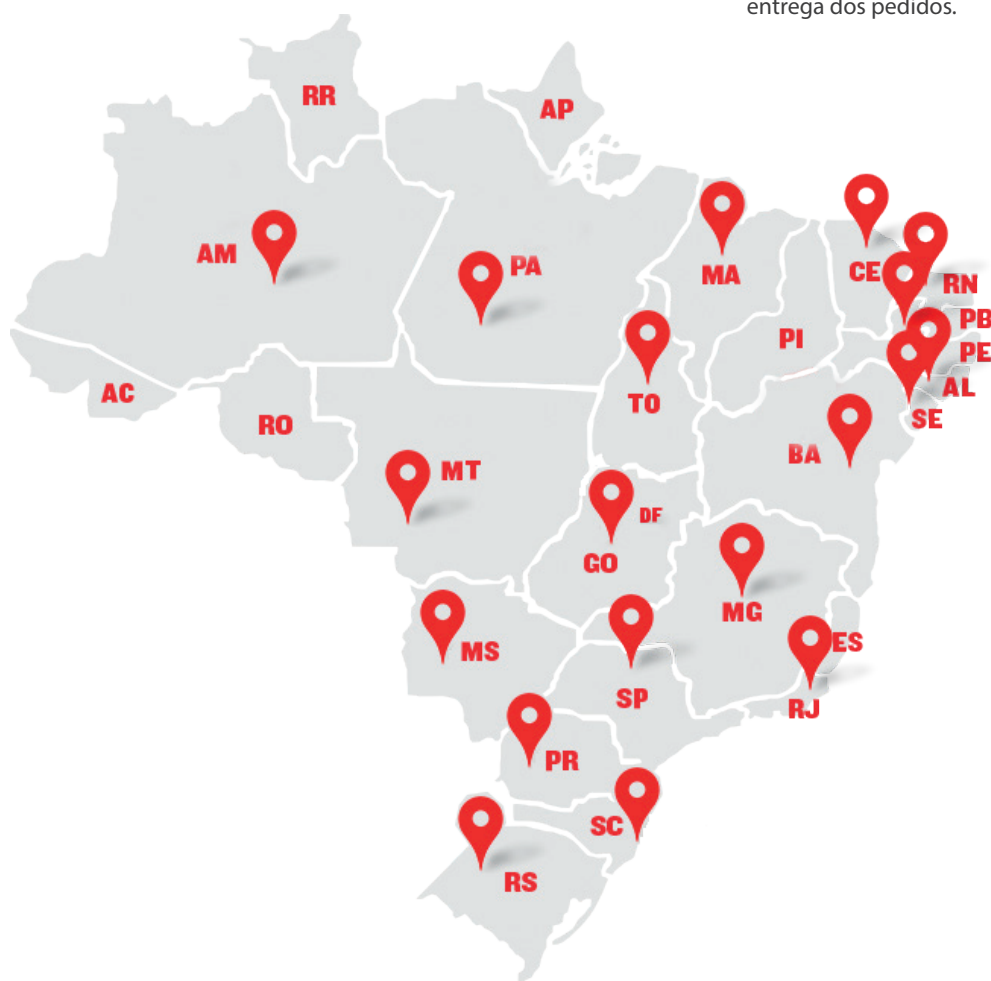 entrega dos pedidos.
RR
AP
AM
PA
MA
CE
RN
PB
PI
PE
AC
TO
AL
RO
SE
BA
MT
DF
GO
MG
ES
MS
SP
RJ
PR
SC
RS